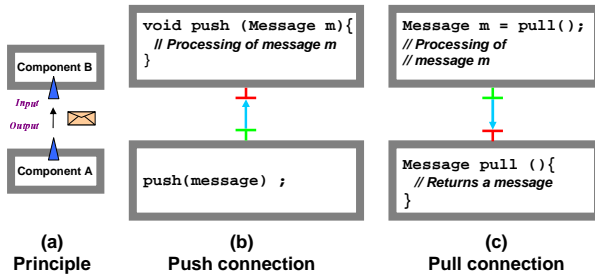 Component B
Input
Output
Component A
(a)
Principle
void push (Message m){
// Processing of message m
}
push(message) ;
(b)
Push connection
Message m = pull();
// Processing of
// message m
Message pull (){
// Returns a message
}
(c)
Pull connection